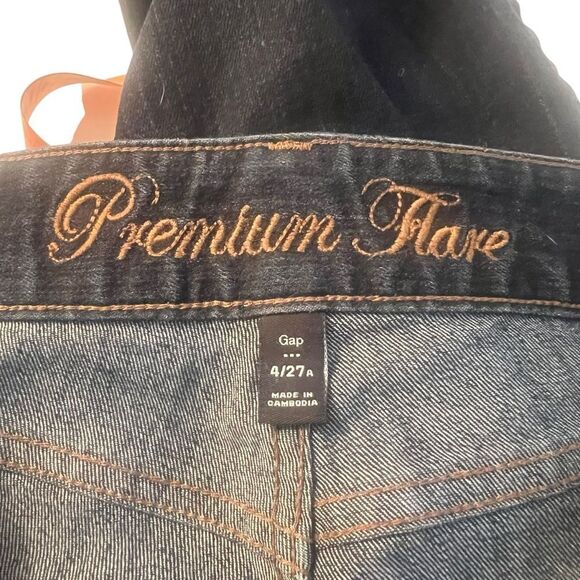 Premium Flare
Gap
4/27A
MADE IN
CAMBODIA